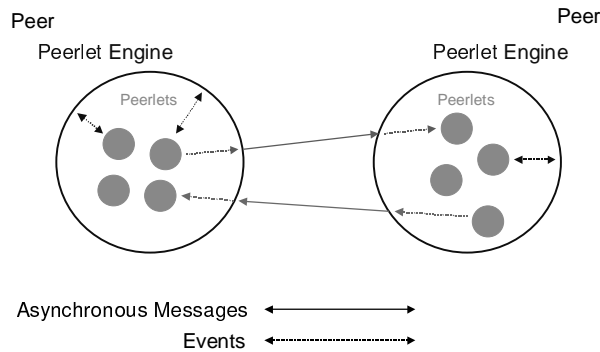 Peer
Peer
Peerlet Engine
Peerlet Engine
Peerlets
Peerlets
Asynchronous Messages
Events